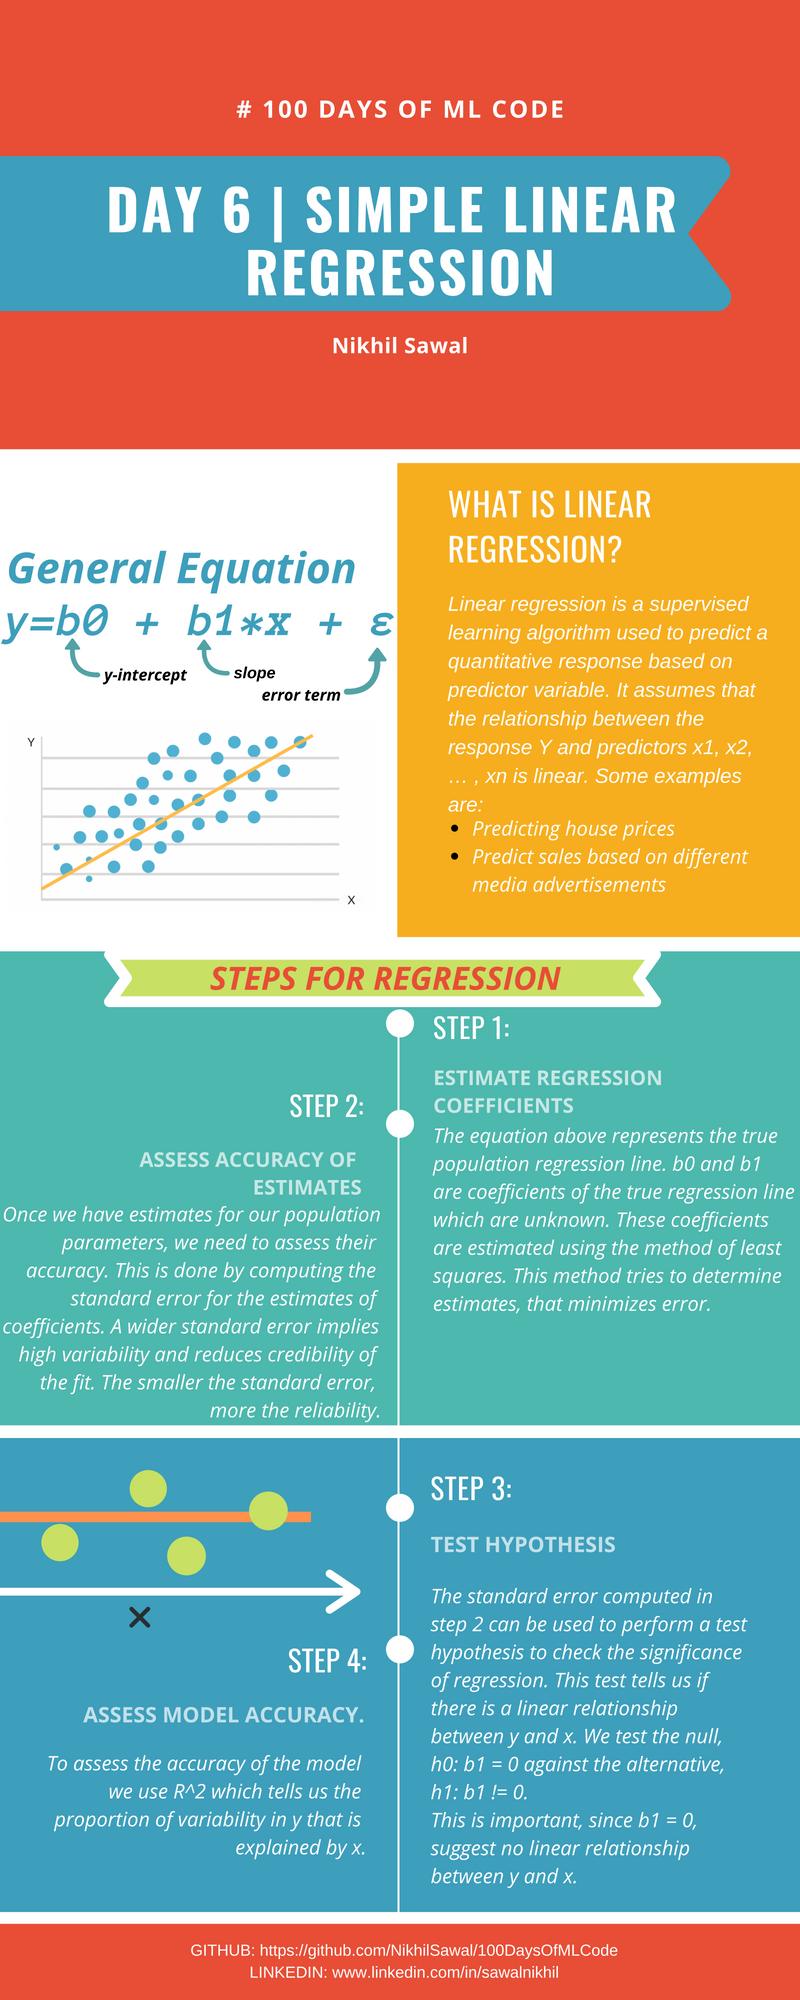 # 100 DAYS OF ML CODE
DAY 6 | SIMPLE LINEAR
REGRESSION
Nikhil Sawal
General Equation
y=b0 + b1*x + ε
y-intercept
slope
error term
Y
X
WHAT IS LINEAR
REGRESSION?
Linear regression is a supervised
learning algorithm used to predict a
quantitative response based on
predictor variable. It assumes that
the relationship between the
response Y and predictors x1, x2,
... , xn is linear. Some examples
are:
• Predicting house prices
• Predict sales based on different
media advertisements
STEPS FOR REGRESSION
STEP 1:
ESTIMATE REGRESSION
COEFFICIENTS
The equation above represents the true
population regression line. b0 and b1
are coefficients of the true regression line
which are unknown. These coefficients
are estimated using the method of least
squares. This method tries to determine
estimates, that minimizes error.
STEP 2:
ASSESS ACCURACY OF
ESTIMATES
Once we have estimates for our population
parameters, we need to assess their
accuracy. This is done by computing the
standard error for the estimates of
coefficients. A wider standard error implies
high variability and reduces credibility of
the fit. The smaller the standard error,
more the reliability.
STEP 3:
TEST HYPOTHESIS
The standard error computed in
step 2 can be used to perform a test
hypothesis to check the significance
of regression. This test tells us if
there is a linear relationship
between y and x. We test the null,
h0: b1 = 0 against the alternative,
h1: b1 != 0.
This is important, since b1 = 0,
suggest no linear relationship
between y and x.
STEP 4:
ASSESS MODEL ACCURACY.
To assess the accuracy of the model
we use R^2 which tells us the
proportion of variability in y that is
explained by x.
GITHUB: https://github.com/NikhilSawal/100DaysOfMLCode
LINKEDIN: www.linkedin.com/in/sawalnikhil